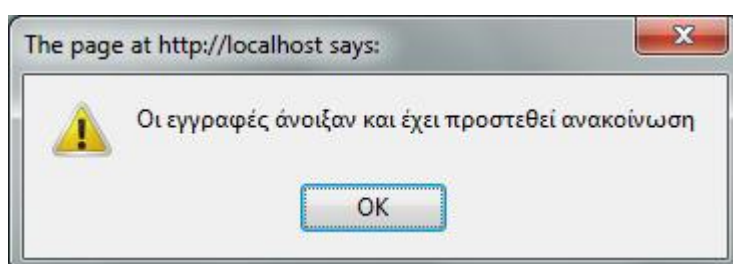 The page at http://localhost says:
Οι εγγραφές άνοιξαν και έχει προστεθεί ανακοίνωση
OK